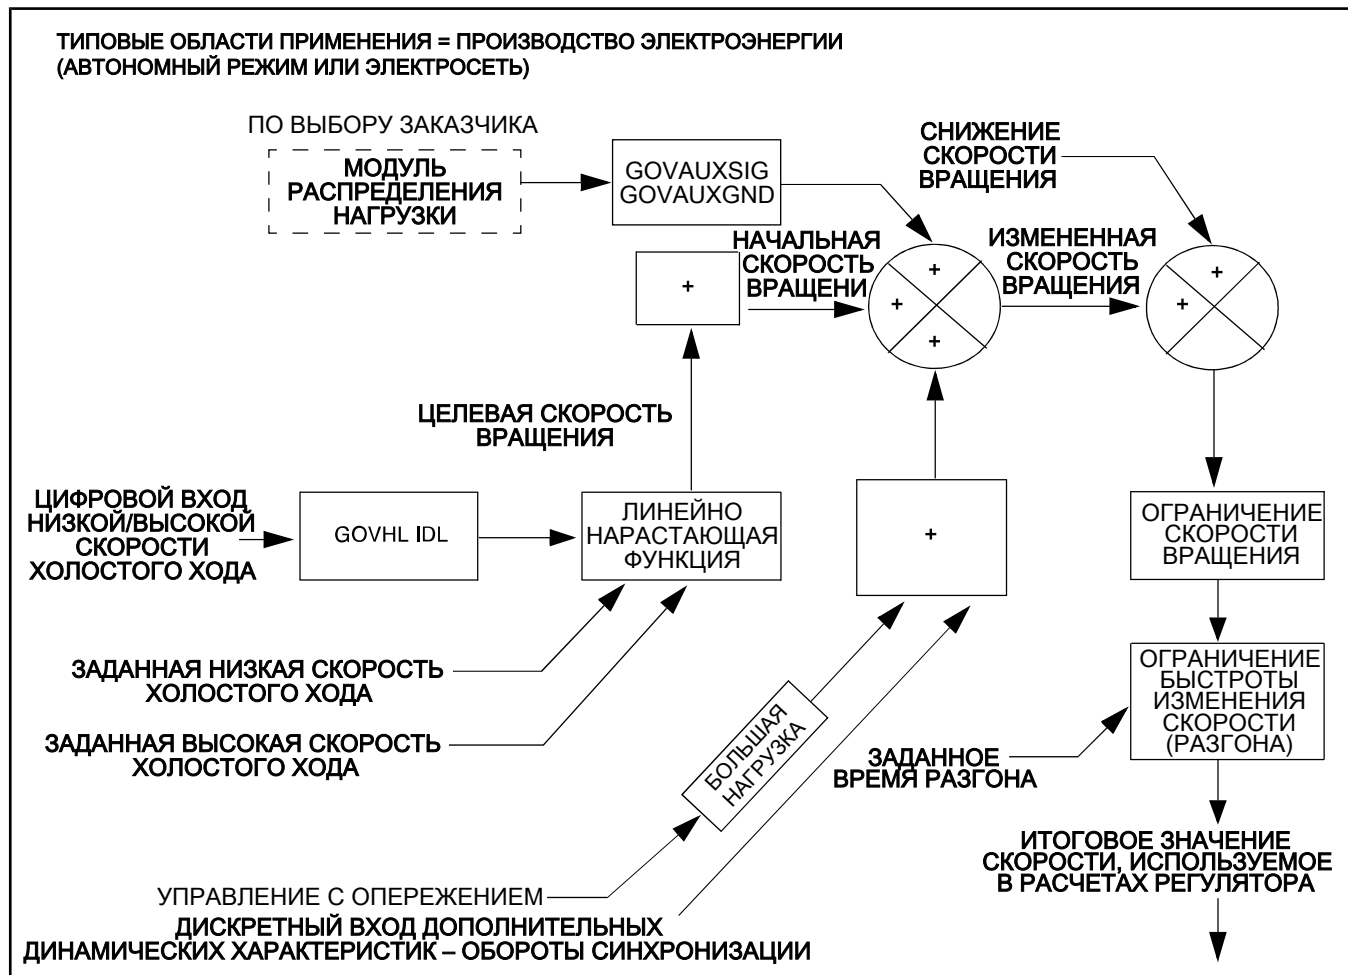 ТИПОВЫЕ ОБЛАСТИ ПРИМЕНЕНИЯ = ПРОИЗВОДСТВО ЭЛЕКТРОЭНЕРГИИ
(АВТОНОМНЫЙ РЕЖИМ ИЛИ ЭЛЕКТРОСЕТЬ)
ПО ВЫБОРУ ЗАКАЗЧИКА
МОДУЛЬ
РАСПРЕДЕЛЕНИЯ
НАГРУЗКИ
GOVAUXSIG
GOVAUXGND
СНИЖЕНИЕ
СКОРОСТИ
ВРАЩЕНИЯ
+
НАЧАЛЬНАЯ
СКОРОСТЬ
ВРАЩЕНИ
+
+
+
ИЗМЕНЕННАЯ
СКОРОСТЬ
ВРАЩЕНИЯ
+
+
ЦЕЛЕВАЯ СКОРОСТЬ
ВРАЩЕНИЯ
ЦИФРОВОЙ ВХОД
НИЗКОЙ/ВЫСОКОЙ
СКОРОСТИ
ХОЛОСТОГО ХОДА
GOVHL IDL
ЛИНЕЙНО
НАРАСТАЮЩАЯ
ФУНКЦИЯ
+
ОГРАНИЧЕНИЕ
СКОРОСТИ
ВРАЩЕНИЯ
ЗАДАННАЯ НИЗКАЯ СКОРОСТЬ
ХОЛОСТОГО ХОДА
ЗАДАННАЯ ВЫСОКАЯ СКОРОСТЬ
ХОЛОСТОГО ХОДА
БОЛЬШАЯ
НАГРУЗКА
ЗАДАННОЕ
ВРЕМЯ РАЗГОНА
ОГРАНИЧЕНИЕ
БЫСТРОТЫ
ИЗМЕНЕНИЯ
СКОРОСТИ
(РАЗГОНА)
ИТОГОВОЕ ЗНАЧЕНИЕ
СКОРОСТИ, ИСПОЛЬЗУЕМОЕ
В РАСЧЕТАХ РЕГУЛЯТОРА
УПРАВЛЕНИЕ С ОПЕРЕЖЕНИЕМ
ДИСКРЕТНЫЙ ВХОД ДОПОЛНИТЕЛЬНЫХ
ДИНАМИЧЕСКИХ ХАРАКТЕРИСТИК – ОБОРОТЫ СИНХРОНИЗАЦИИ